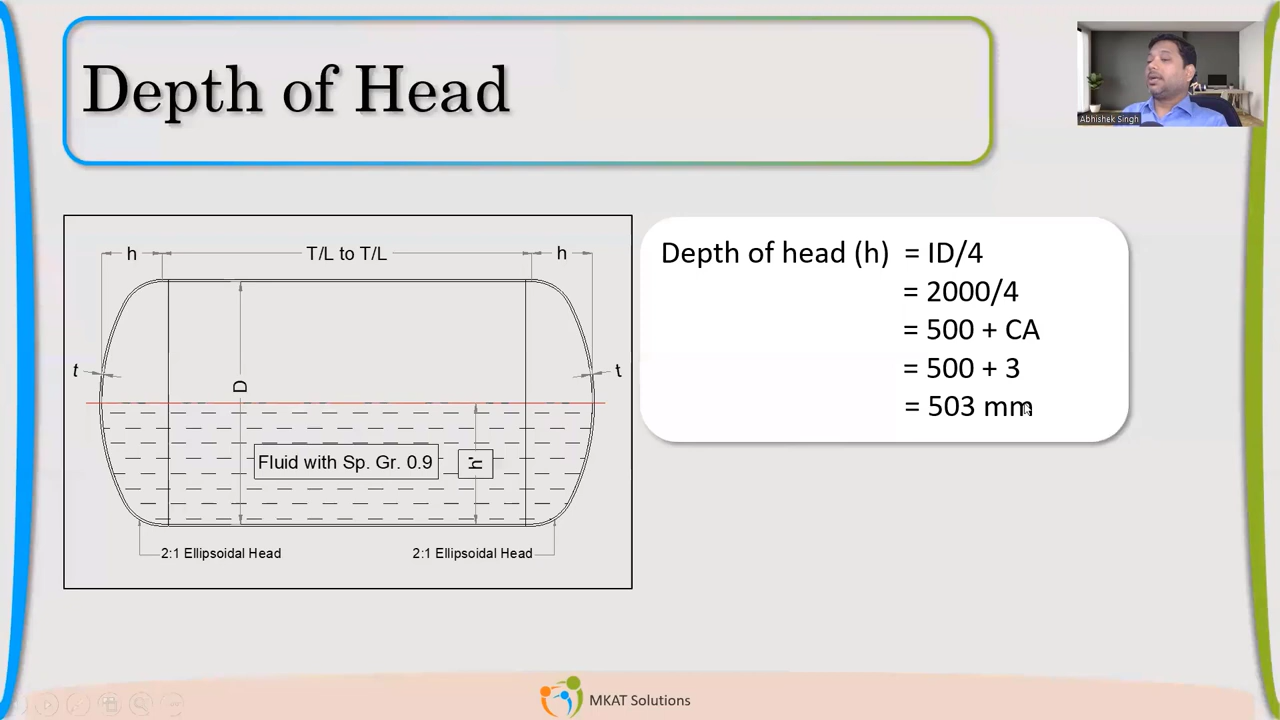 Depth of Head
Abhishek Singh
h
T/L to T/L
h
t
t
D
Fluid with Sp. Gr. 0.9
h'
2:1 Ellipsoidal Head
2:1 Ellipsoidal Head
Depth of head (h) = ID/4
= 2000/4
= 500 + CA
= 500 + 3
= 503 mm
MKAT Solutions